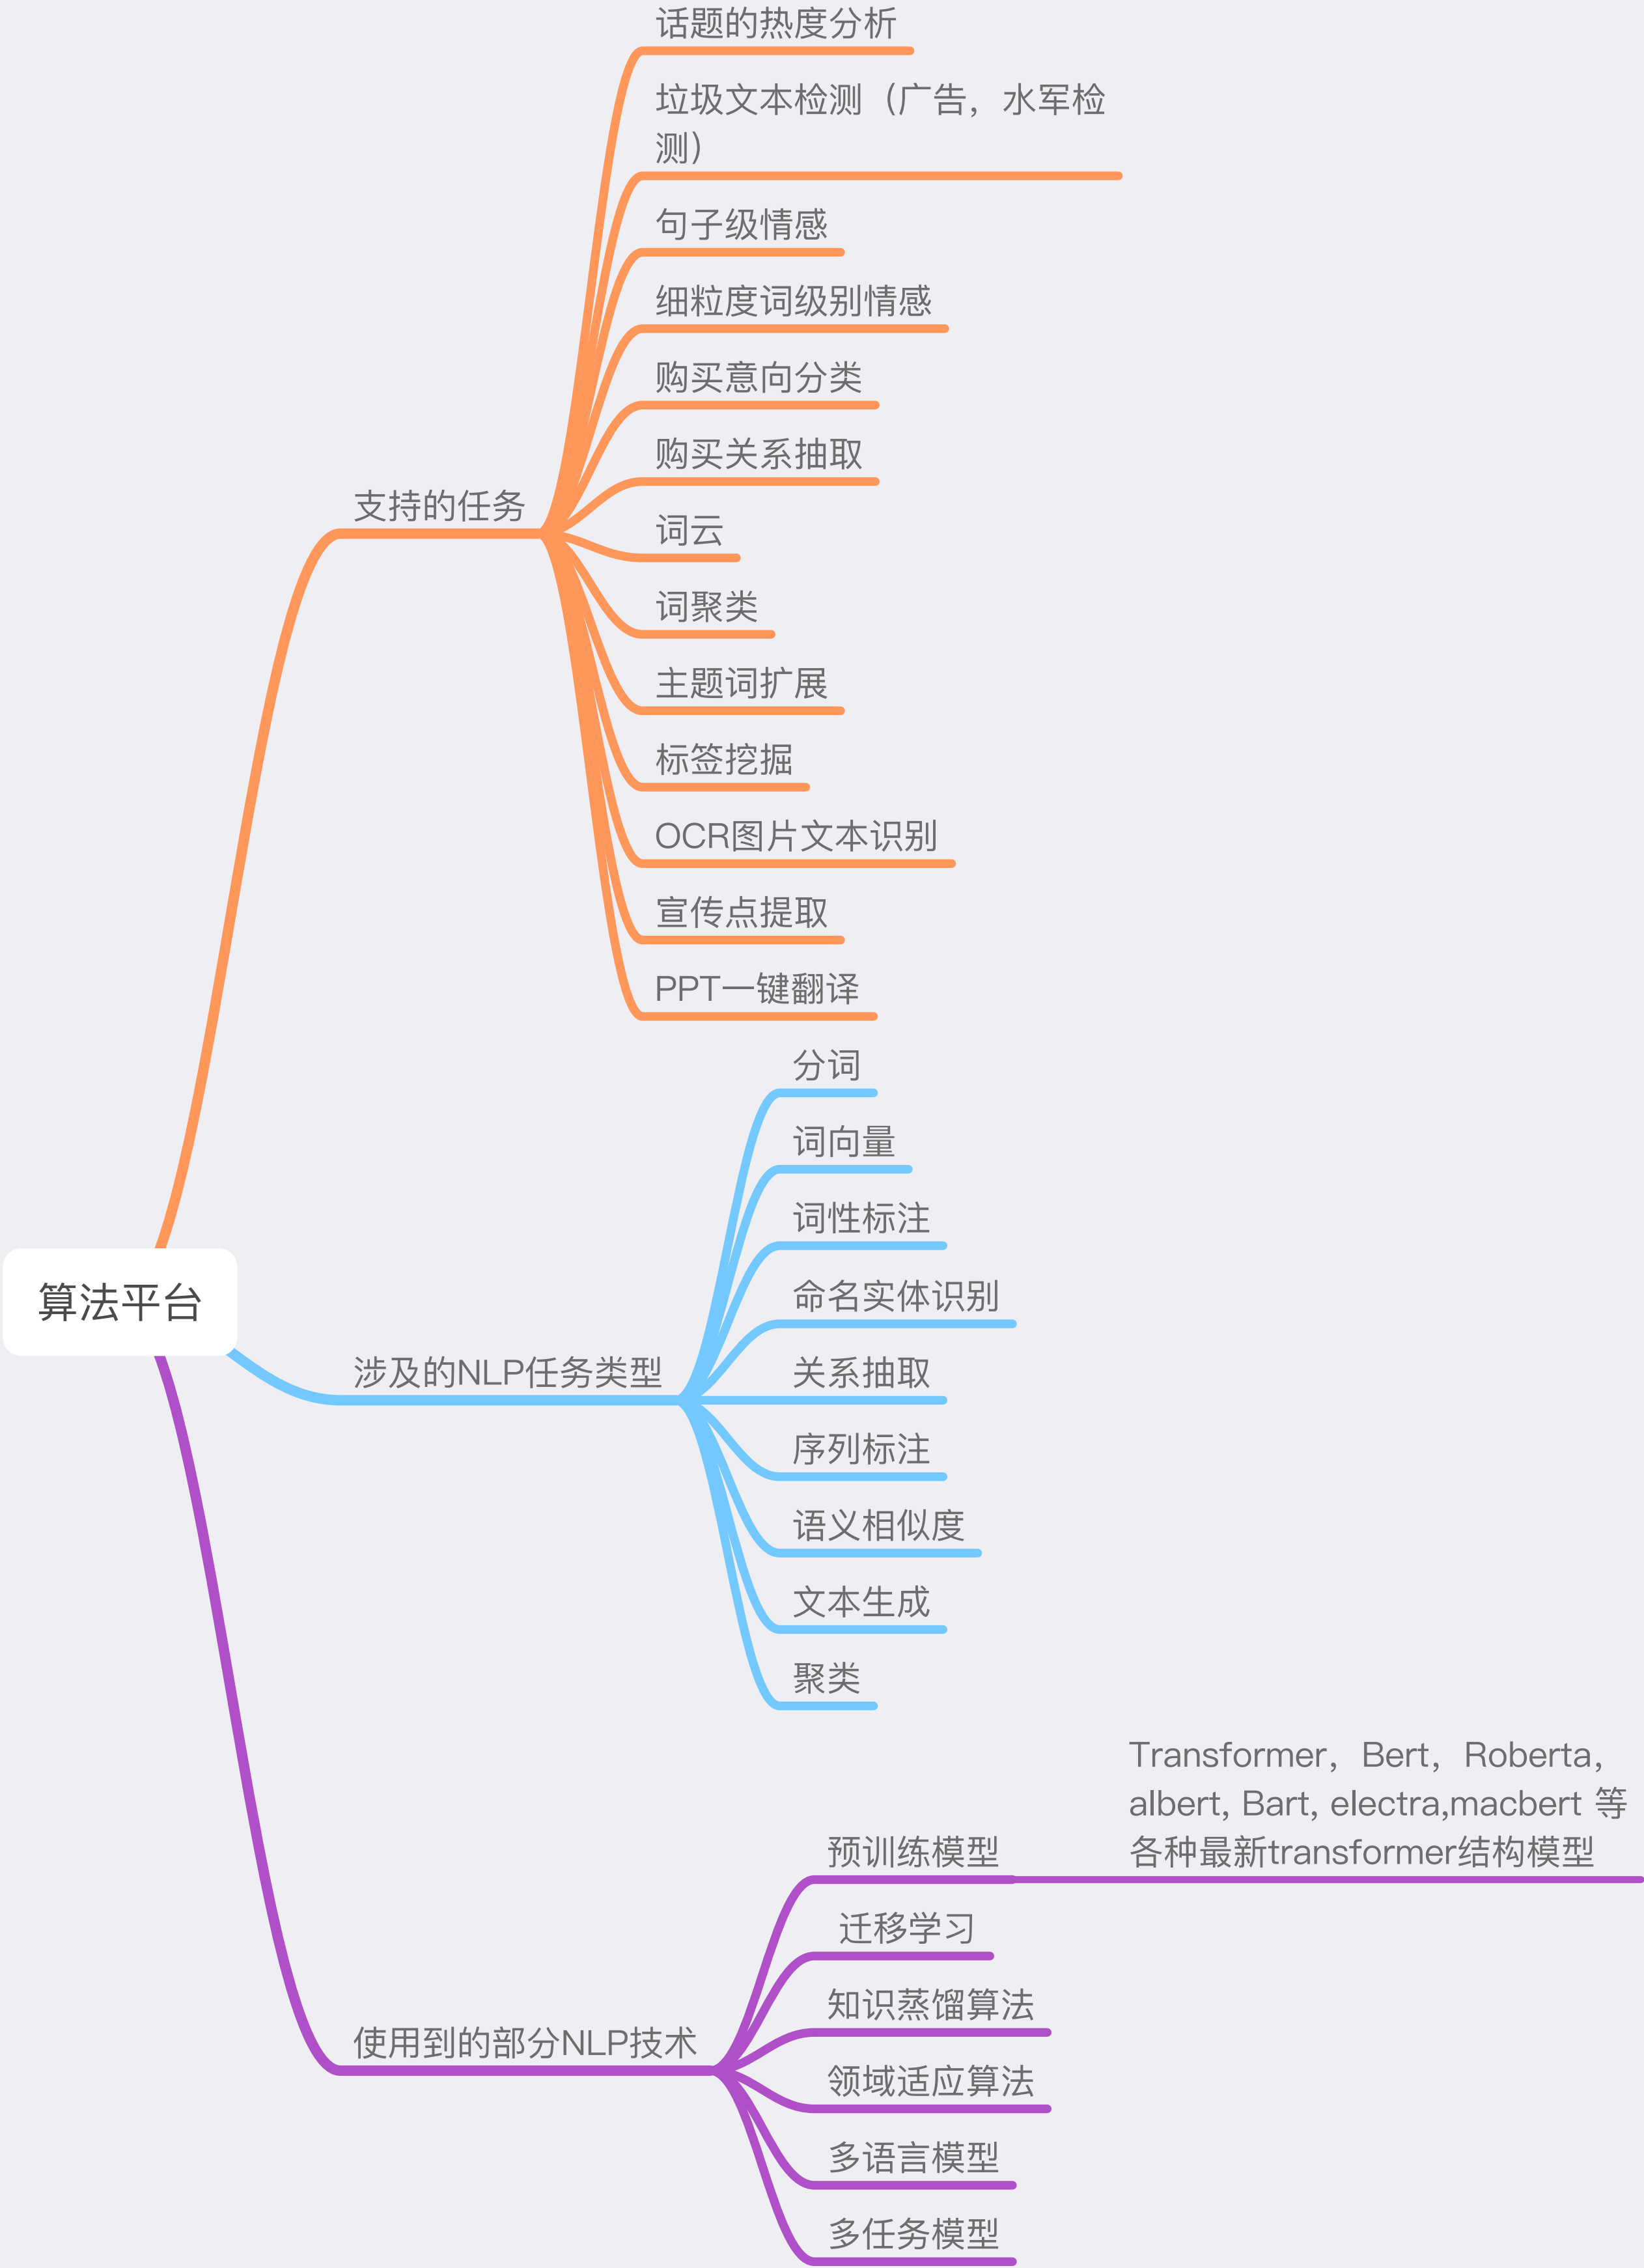 话题的热度分析
垃圾文本检测（广告，水军检
测）
句子级情感
细粒度词级别情感
购买意向分类
购买关系抽取
支持的任务
词云
词聚类
主题词扩展
标签挖掘
OCR图片文本识别
宣传点提取
PPT一键翻译
分词
词向量
词性标注
命名实体识别
算法平台
涉及的NLP任务类型
关系抽取
序列标注
语义相似度
文本生成
聚类
Transformer，Bert，Roberta，
albert, Bart, electra,macbert 等
各种最新transformer结构模型
预训练模型
迁移学习
知识蒸馏算法
使用到的部分NLP技术
领域适应算法
多语言模型
多任务模型